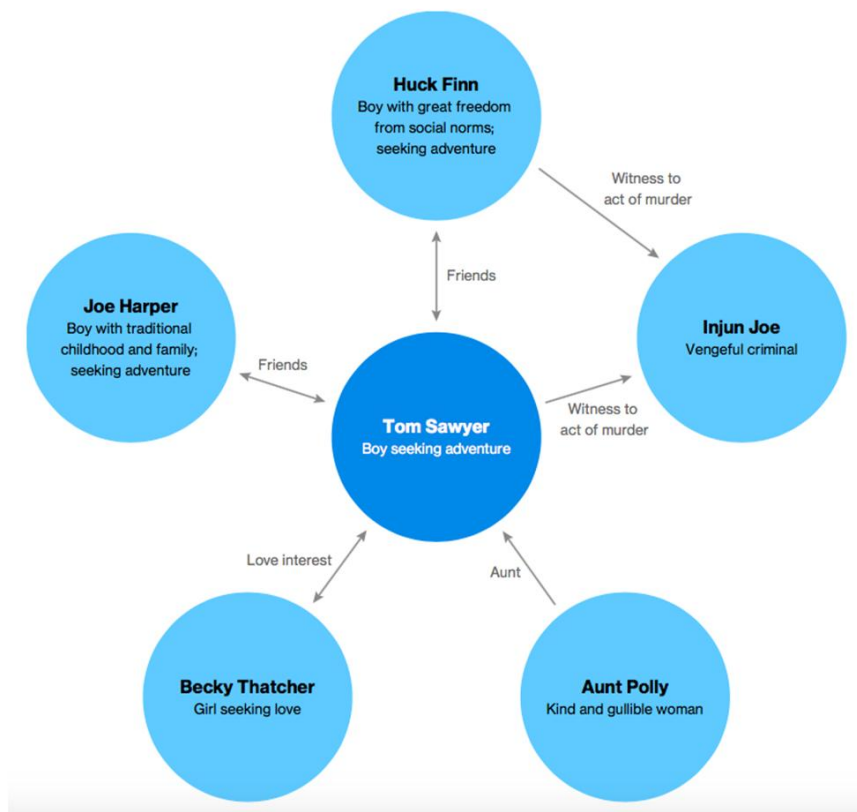 Huck Finn
Boy with great freedom
from social norms;
seeking adventure
Witness to
act of murder
Friends
Joe Harper
Boy with traditional
childhood and family;
seeking adventure
Injun Joe
Vengeful criminal
Friends
Tom Sawyer
Boy seeking adventure
Witness to
act of murder
Love interest
Aunt
Becky Thatcher
Girl seeking love
Aunt Polly
Kind and gullible woman